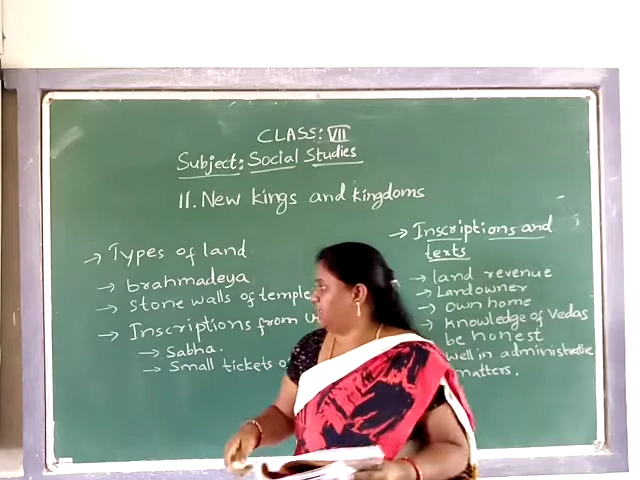 CLASS: VII
Subject: Social Studies
II. New kings and kingdoms
→ Types of land
→ brahmadeya
→ stone walls of temple
→ Inscriptions from
→ Sabha.
→ Small tickets
→ Inscriptions and
texts
→ land revenue
→ Landowner
→ own home
→ knowledge of Vedas
be honest
well in administrative
matters.